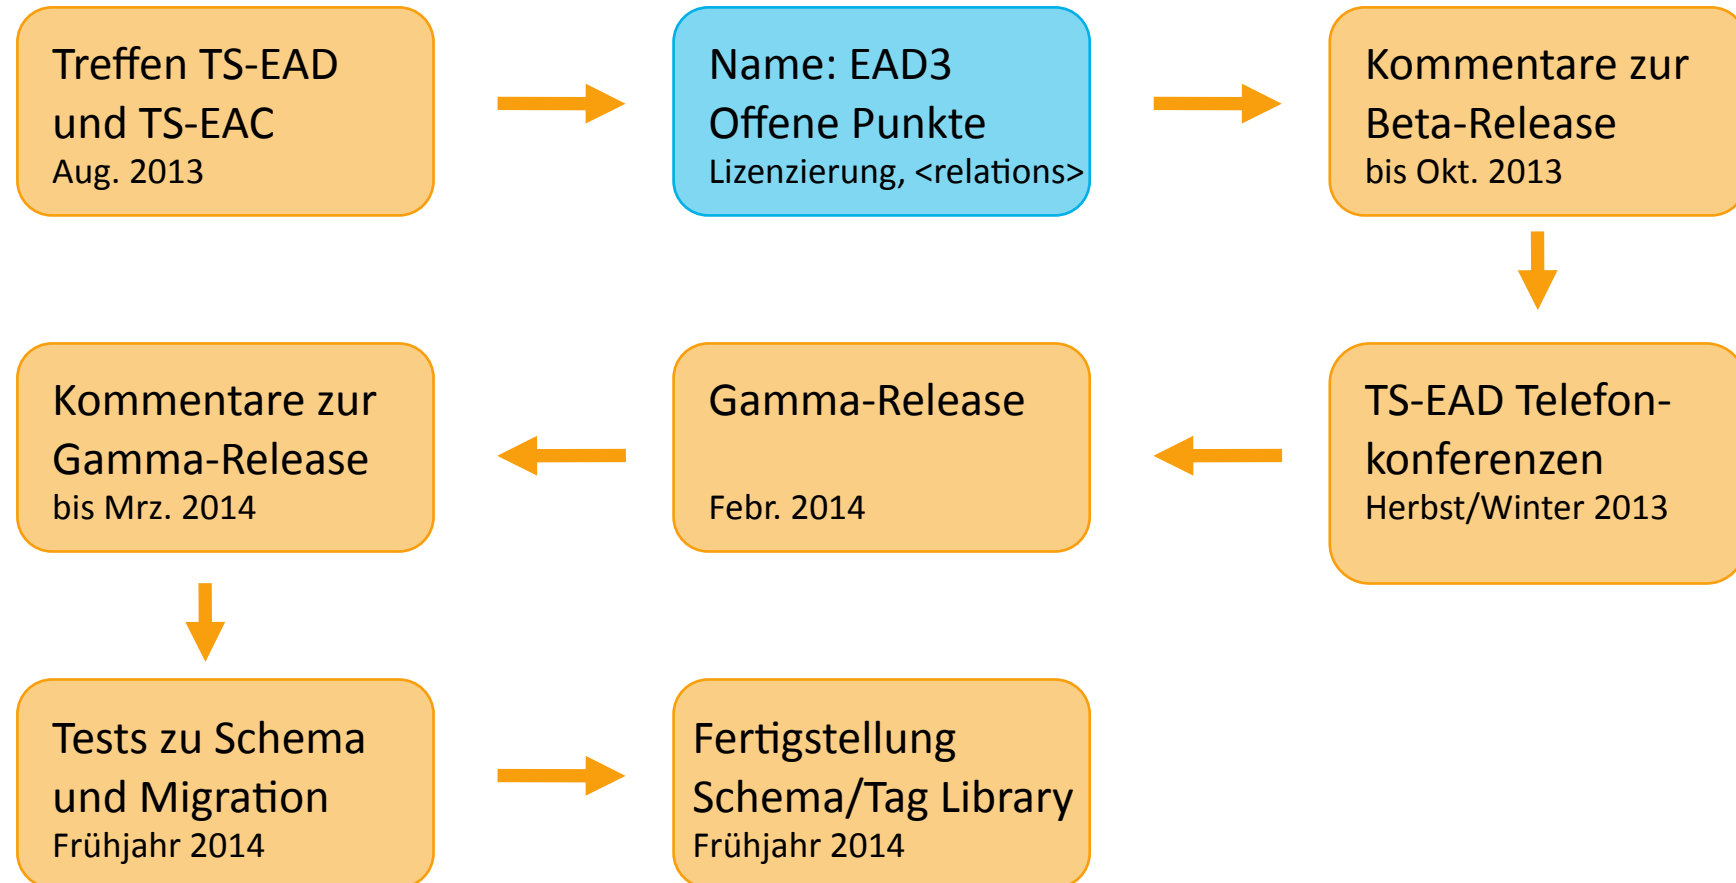 Treffen TS-EAD
und TS-EAC
Aug. 2013
Name: EAD3
Offene Punkte
Lizenzierung, <relations>
Kommentare zur
Beta-Release
bis Okt. 2013
TS-EAD Telefon-
konferenzen
Herbst/Winter 2013
Gamma-Release
Febr. 2014
Kommentare zur
Gamma-Release
bis Mrz. 2014
Tests zu Schema
und Migration
Frühjahr 2014
Fertigstellung
Schema/Tag Library
Frühjahr 2014